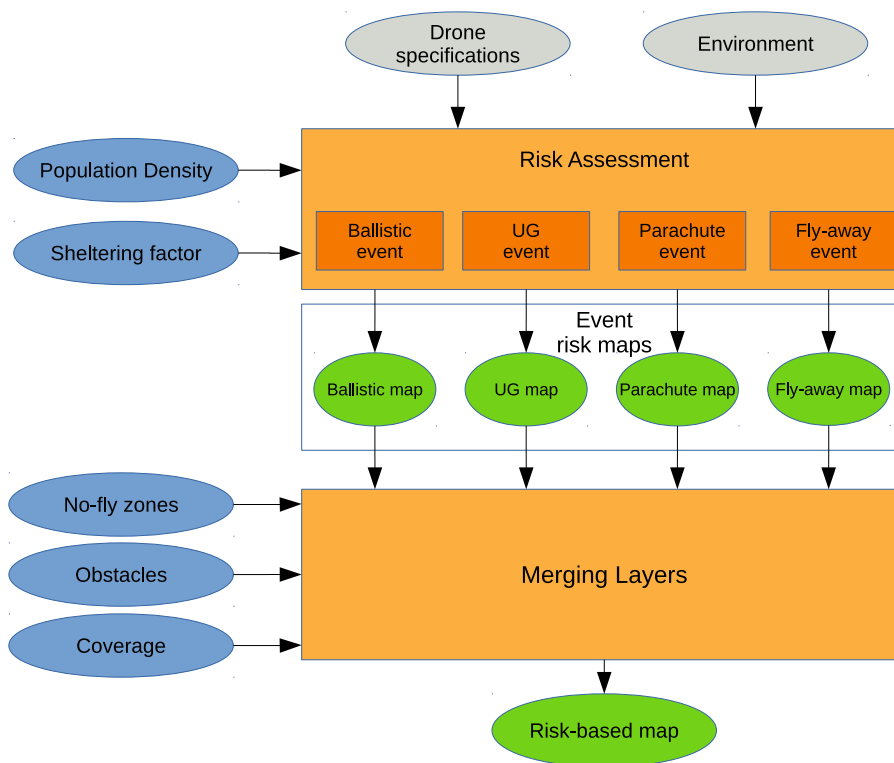 Drone
specifications
Environment
Population Density
Risk Assessment
Sheltering factor
Ballistic
event
UG
event
Parachute
event
Fly-away
event
Event
risk maps
Ballistic map
UG map
Parachute map
Fly-away map
No-fly zones
Obstacles
Merging Layers
Coverage
Risk-based map